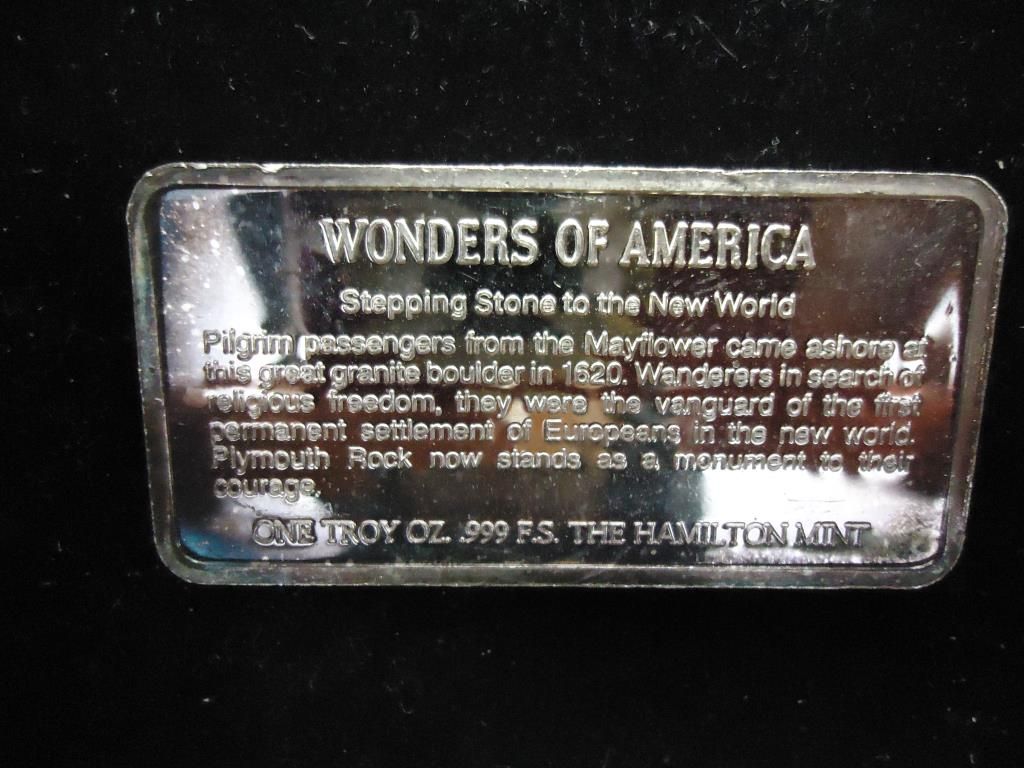 WONDERS OF AMERICA
Stepping Stone to the New World
Pilgrim passengers from the Mayflower came ashore at
this great granite boulder in 1620. Wanderers in search of
religious freedom, they were the vanguard of the first
permanent settlement of Europeans in the new world.
Plymouth Rock now stands as a monument to their
courage.
ONE TROY OZ. .999 F.S. THE HAMILTON MINT